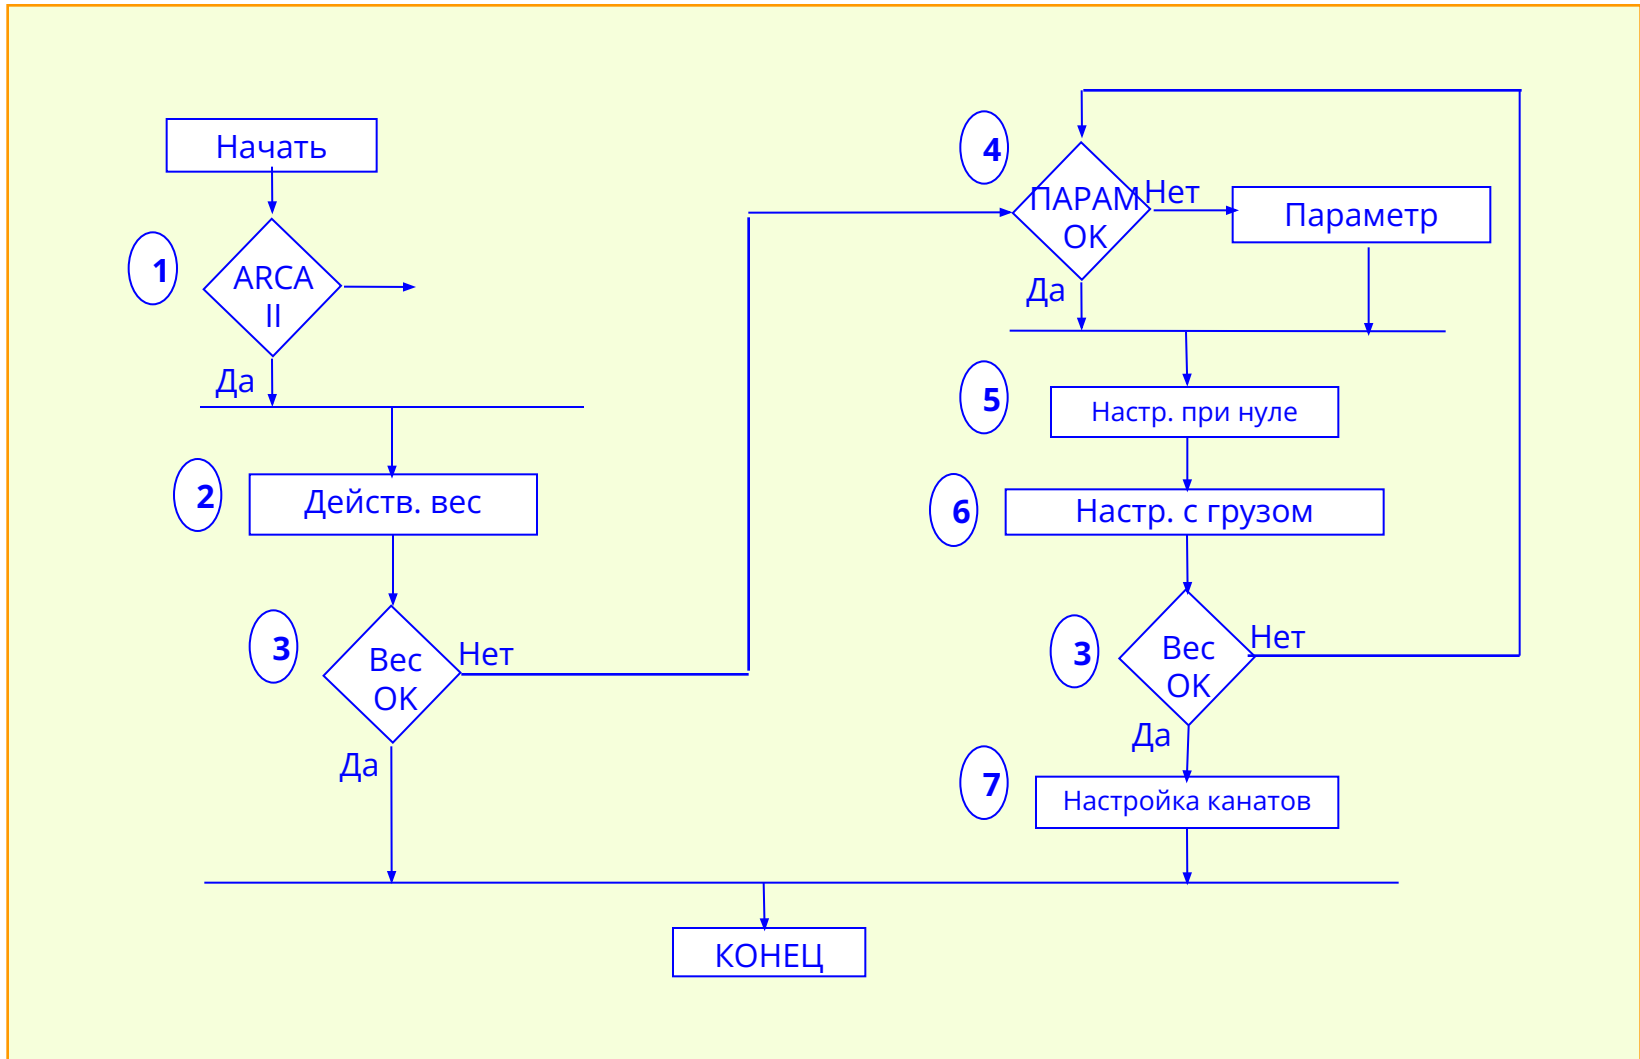 Начать
1
ARCA
II
Да
2
Действ. вес
3
Вес
OK
Нет
Да
4
ПАРАМ
OK
Нет
Параметр
Да
5
Настр. при нуле
6
Настр. с грузом
3
Вес
OK
Нет
Да
7
Настройка канатов
КОНЕЦ